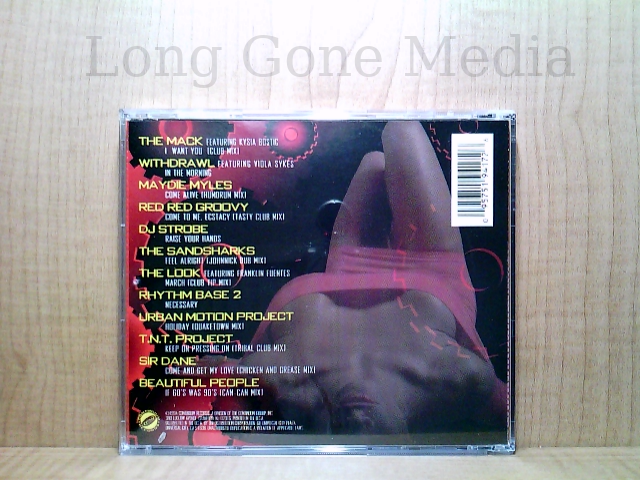 Long Gone Media
THE MACK FEATURING KYSIA BOSTIC
I WANT YOU (CLUB MIX)
WITHDRAWL FEATURING VIOLA SYKES
IN THE MORNING
MAYDIE MYLES
COME ALIVE (HUMDRUM MIX)
RED RED GROOVY
COME TO ME, ECSTACY (TASTY CLUB MIX)
DJ STROBE
RAISE YOUR HANDS
THE SANDSHARKS
FEEL ALRIGHT (JOHNNICK DUB MIX)
THE LOOK FEATURING FRANKLIN FUENTES
MARCH (CLUB MIX)
RHYTHM BASE 2
NECESSARY
URBAN MOTION PROJECT
HOLIDAY (QUAKETOWN MIX)
T.N.T. PROJECT
KEEP ON PRESSING ON (TRIBAL CLUB MIX)
SIR DANE
COME AND GET MY LOVE (CHICKEN AND GREASE MIX)
BEAUTIFUL PEOPLE
IF 60'S WAS 90'S (CAN-CAN MIX)